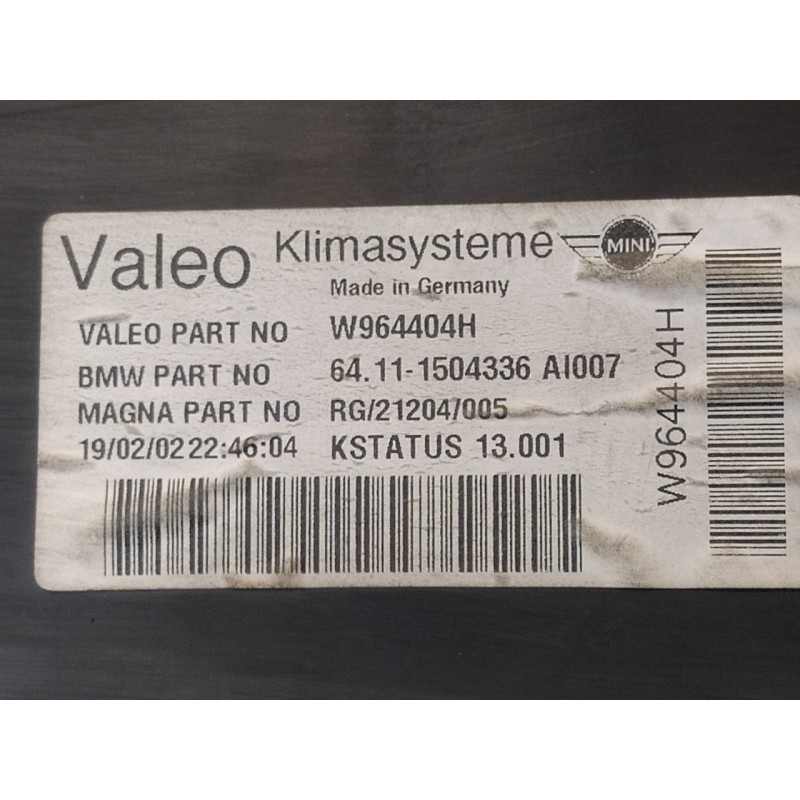 Valeo Klimasysteme MINI
Made in Germany
VALEO PART NO W964404H
BMW PART NO 64.11-1504336 AI007
MAGNA PART NO RG/21204/005
19/02/02 22:46:04 KSTATUS 13.001
W964404H